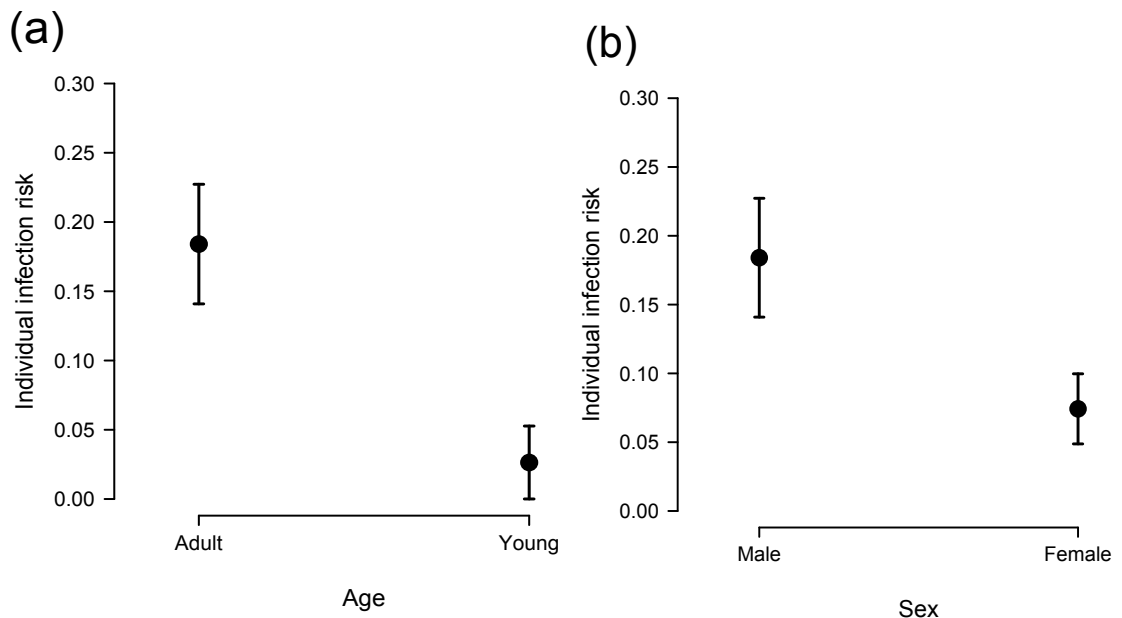 (a)
0.30
0.25
0.20
0.15
0.10
0.05
0.00
Individual infection risk
Adult
Young
Age
(b)
0.30
0.25
0.20
0.15
0.10
0.05
0.00
Individual infection risk
Male
Female
Sex